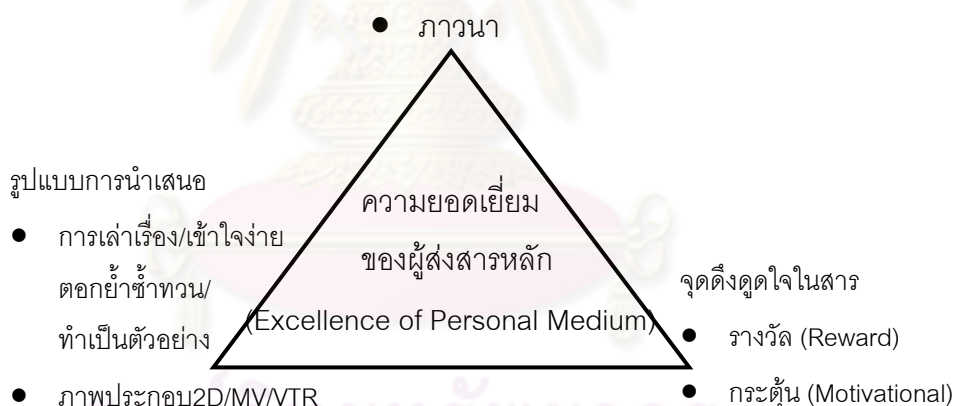 ● ภาวนา
รูปแบบการนำเสนอ
● การเล่าเรื่อง/เข้าใจง่าย
ตอกย้ำซ้ำทวน/
ทำเป็นตัวอย่าง
● ภาพประกอบ2D/MV/VTR
ความยอดเยี่ยม
ของผู้ส่งสารหลัก
(Excellence of Personal Medium)
จุดดึงดูดใจในสาร
● รางวัล (Reward)
● กระตุ้น (Motivational)